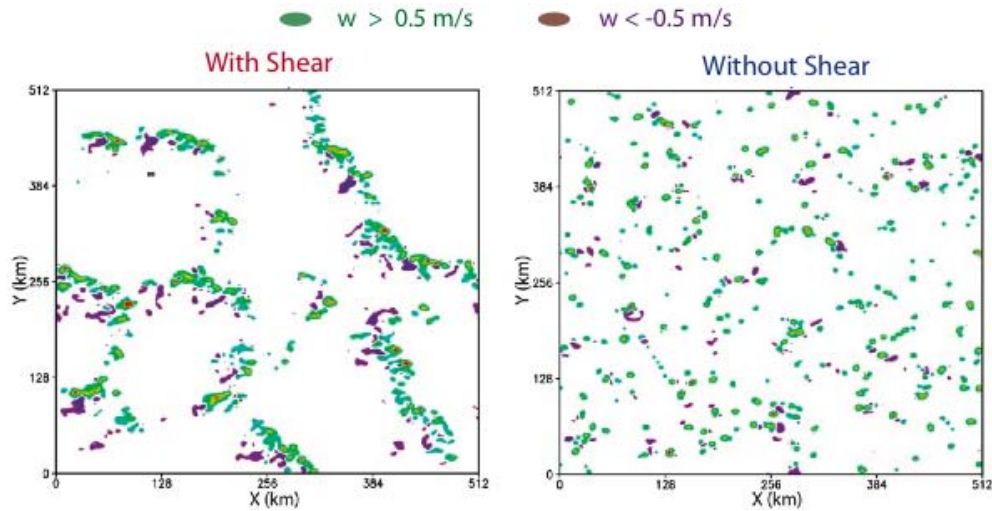 w > 0.5 m/s w < -0.5 m/s
With Shear Without Shear
512 512
384 384
Y (km) Y (km)
256 256
128 128
0 0
0 128 256 384 512 0 128 256 384 512
X (km) X (km)